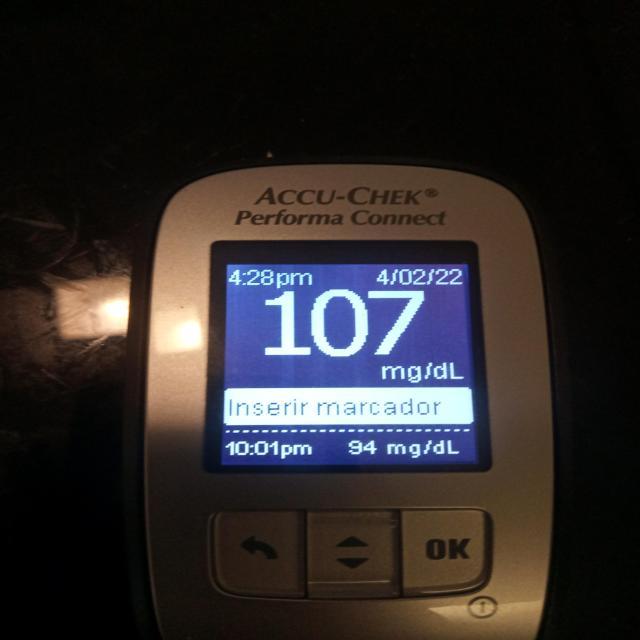 ACCU-CHEK®
Performa Connect
4:28pm 4/02/22
107
mg/dL
Inserir marcador
10:01pm 94 mg/dL
OK